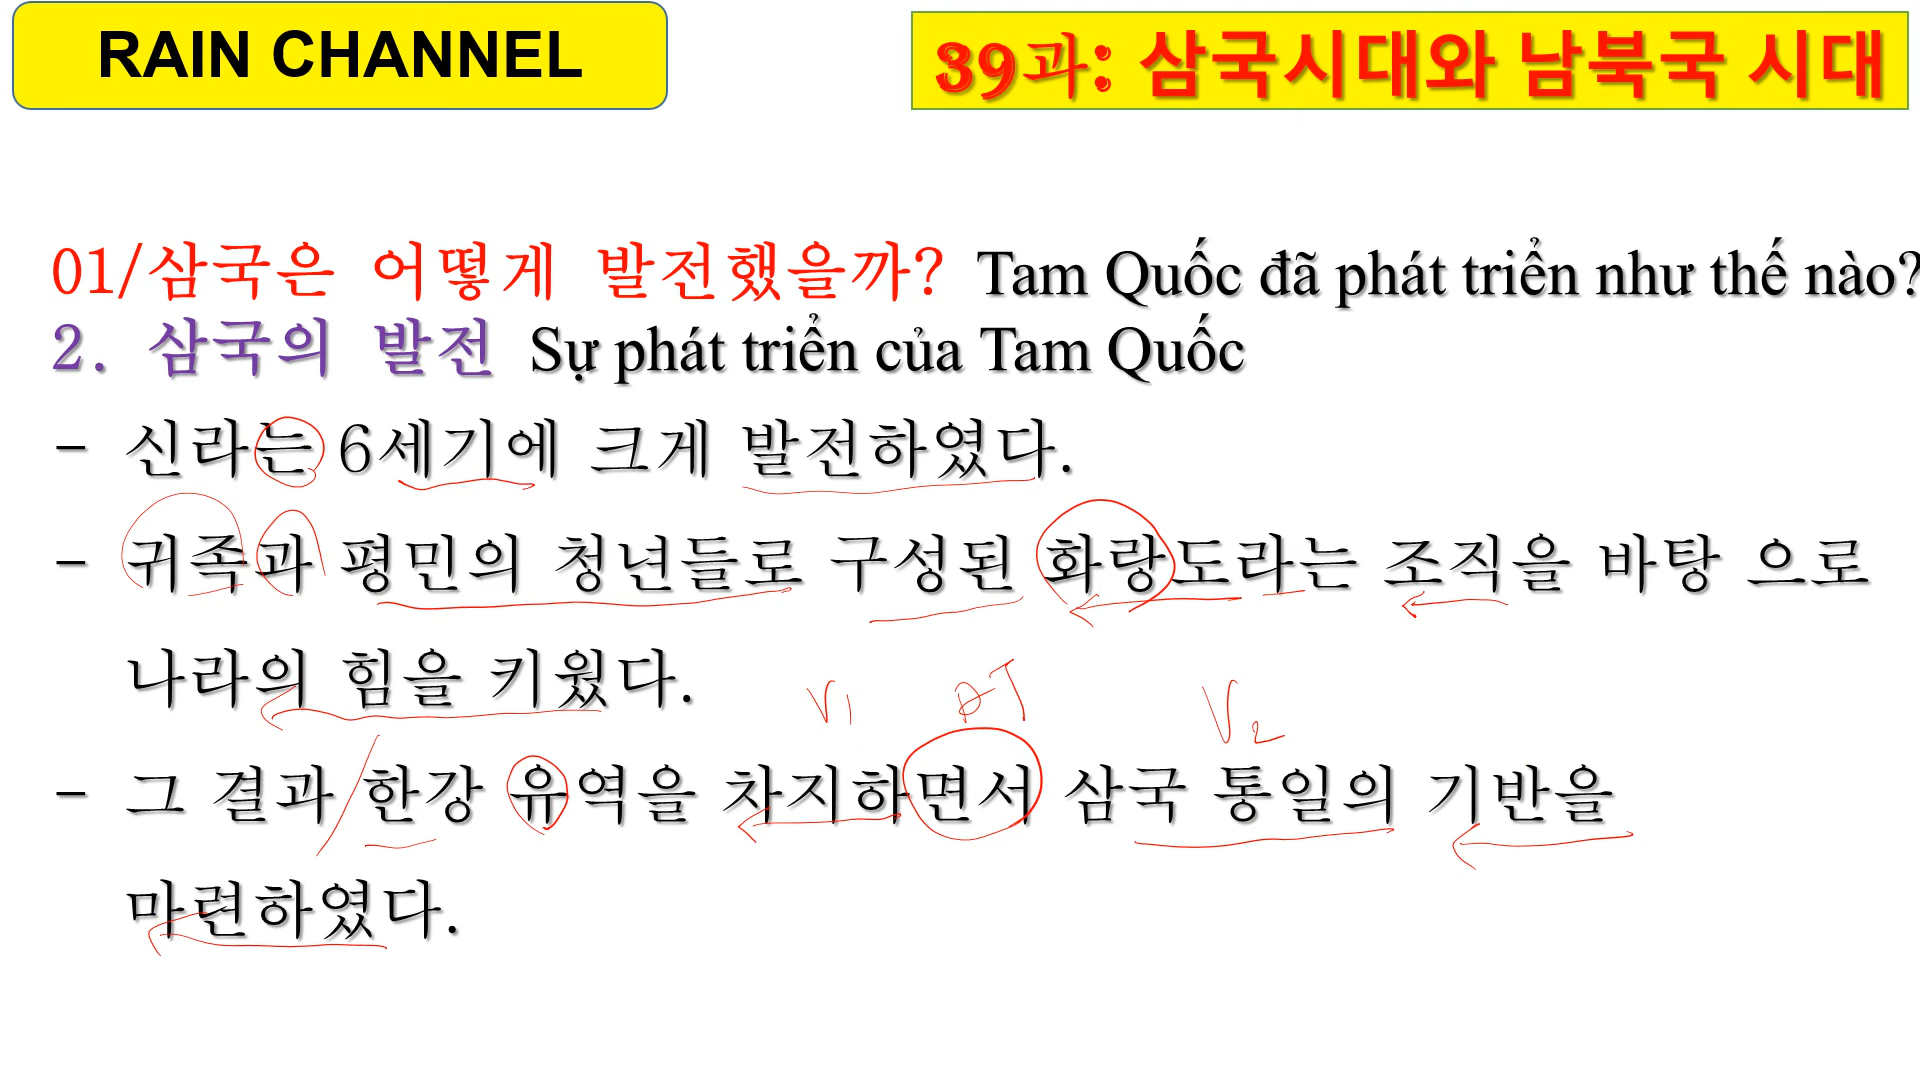 RAIN CHANNEL
39과: 삼국시대와 남북국 시대
01/삼국은 어떻게 발전했을까? Tam Quốc đã phát triển như thế nào?
2. 삼국의 발전 Sự phát triển của Tam Quốc
- 신라는 6세기에 크게 발전하였다.
- 귀족과 평민의 청년들로 구성된 화랑도라는 조직을 바탕 으로
나라의 힘을 키웠다.
V1 V2
- 그 결과 한강 유역을 차지하면서 삼국 통일의 기반을
마련하였다.